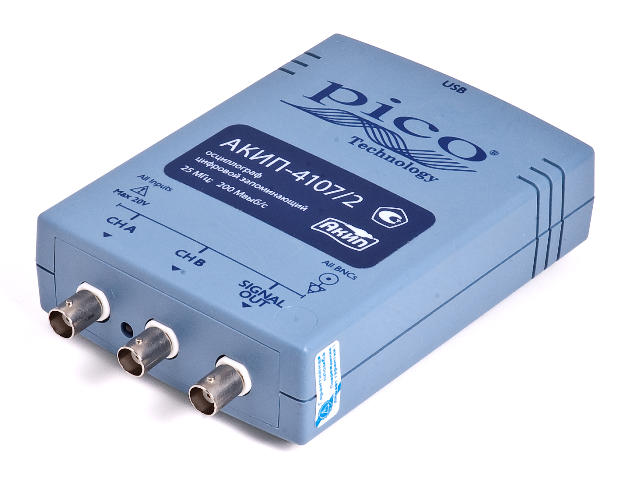 USB
pico®
Technology
АКИП-4107/2
осциллограф
цифровой запоминающий
25 МГц 200 Мвыб/с
АКИП
All Inputs
Max 20V
CH A
CH B
SIGNAL
OUT
All BNCs